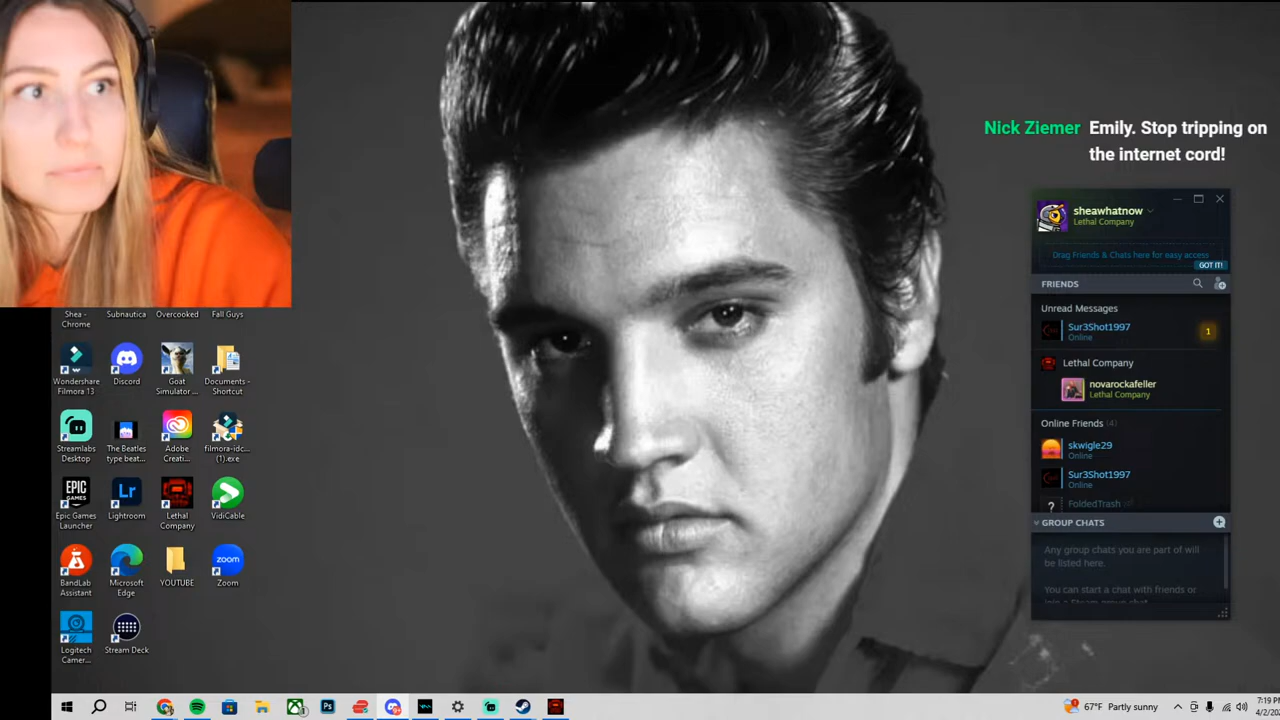 Nick Ziemer Emily. Stop tripping on
the internet cord!
sheawhatnow
Lethal Company
Drag Friends & Chats here for easy access
GOT IT!
FRIENDS
Unread Messages
Sur3Shot1997
Online
1
Lethal Company
novarockafeller
Lethal Company
Online Friends (4)
skwigle29
Online
Sur3Shot1997
Online
?
FoldedTrash
GROUP CHATS
Any group chats you are part of will
be listed here.
You can start a chat with friends or
Shea -
Chrome
Subnautica
Overcooked
Fall Guys
Wondershare
Filmora 13
Discord
Goat
Simulator ...
Documents -
Shortcut
Streamlabs
Desktop
The Beatles
type beat...
Adobe
Creati...
filmora-idc...
(1).exe
EPIC
GAMES
Epic Games
Launcher
Lr
Lightroom
Lethal
Company
VidiCable
BandLab
Assistant
Microsoft
Edge
YOUTUBE
zoom
Zoom
Logitech
Camer...
Stream Deck
Ps
67°F Partly sunny
7:19 PM